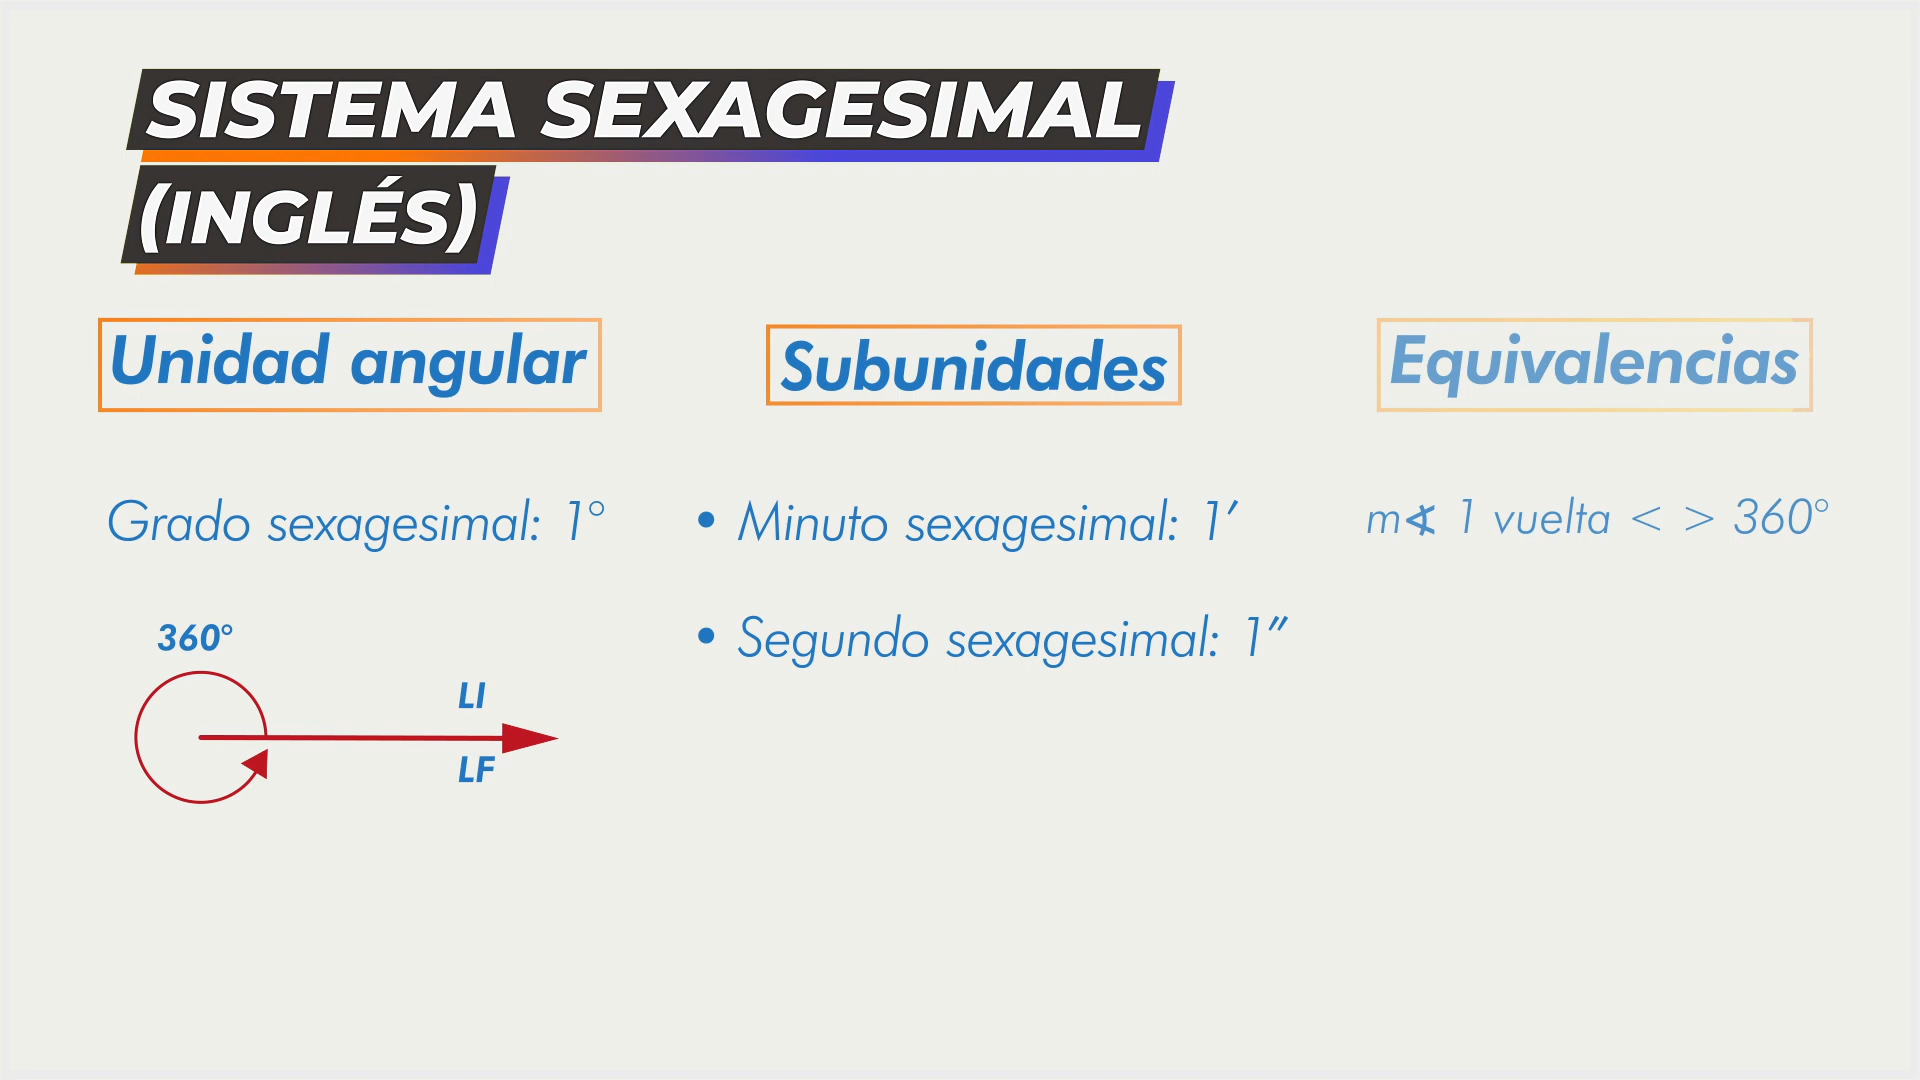 SISTEMA SEXAGESIMAL
(INGLÉS)
Unidad angular
Subunidades
Equivalencias
Grado sexagesimal: 1°
• Minuto sexagesimal: 1′
m∢ 1 vuelta < > 360°
• Segundo sexagesimal: 1″
360°
LI
LF